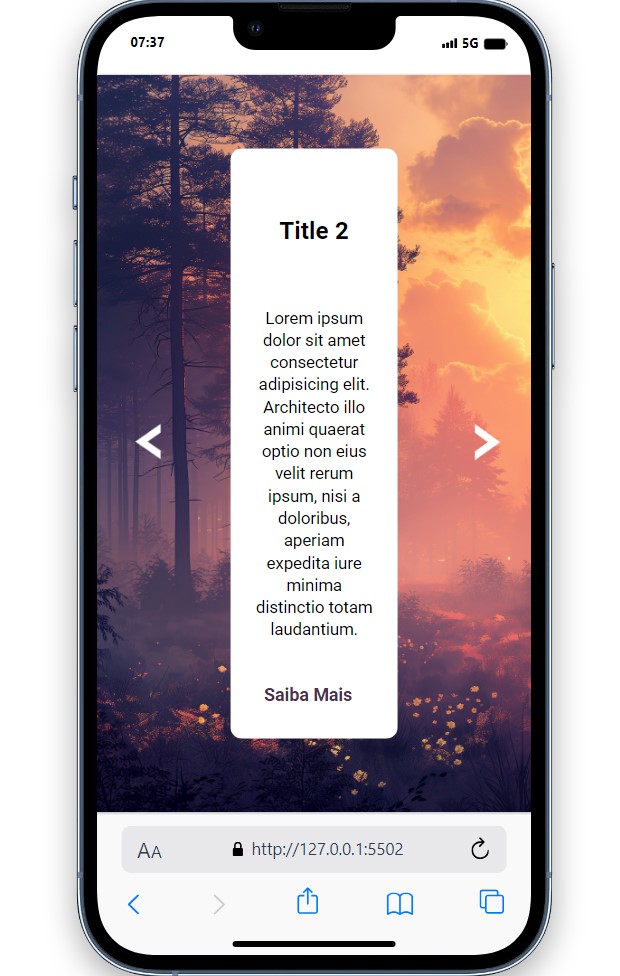 07:37
5G
Title 2
Lorem ipsum
dolor sit amet
consectetur
adipisicing elit.
Architecto illo
animi quaerat
optio non eius
velit rerum
ipsum, nisi a
doloribus,
aperiam
expedita iure
minima
distinctio totam
laudantium.
Saiba Mais
AA
http://127.0.0.1:5502